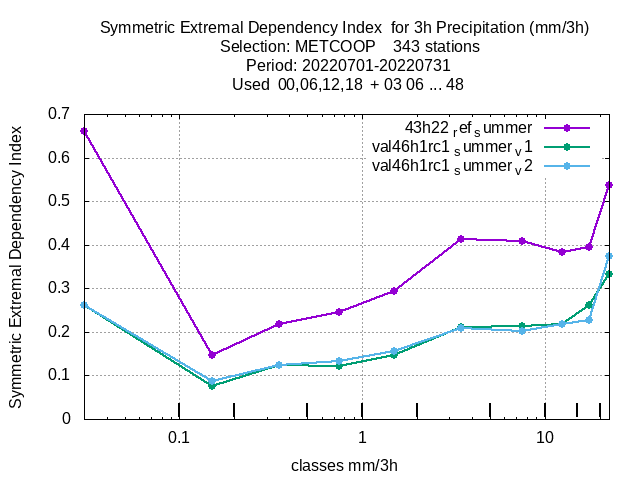 Symmetric Extremal Dependency Index  for 3h Precipitation (mm/3h)
Selection: METCOOP    343 stations
Period: 20220701-20220731
Used  00,06,12,18  + 03 06 ... 48
43h22 ref summer
val46h1rc1 summer v1
val46h1rc1 summer v2
0.7
0.6
0.5
0.4
0.3
0.2
0.1
0
Symmetric Extremal Dependency Index
0.1 1 10
classes mm/3h